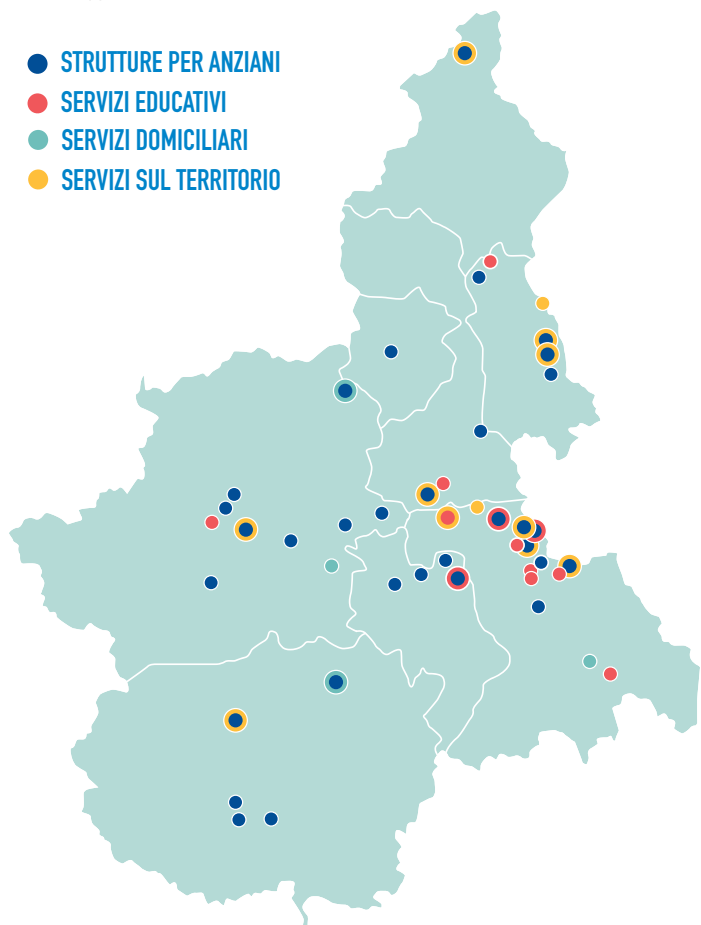 STRUTTURE PER ANZIANI
SERVIZI EDUCATIVI
SERVIZI DOMICILIARI
SERVIZI SUL TERRITORIO